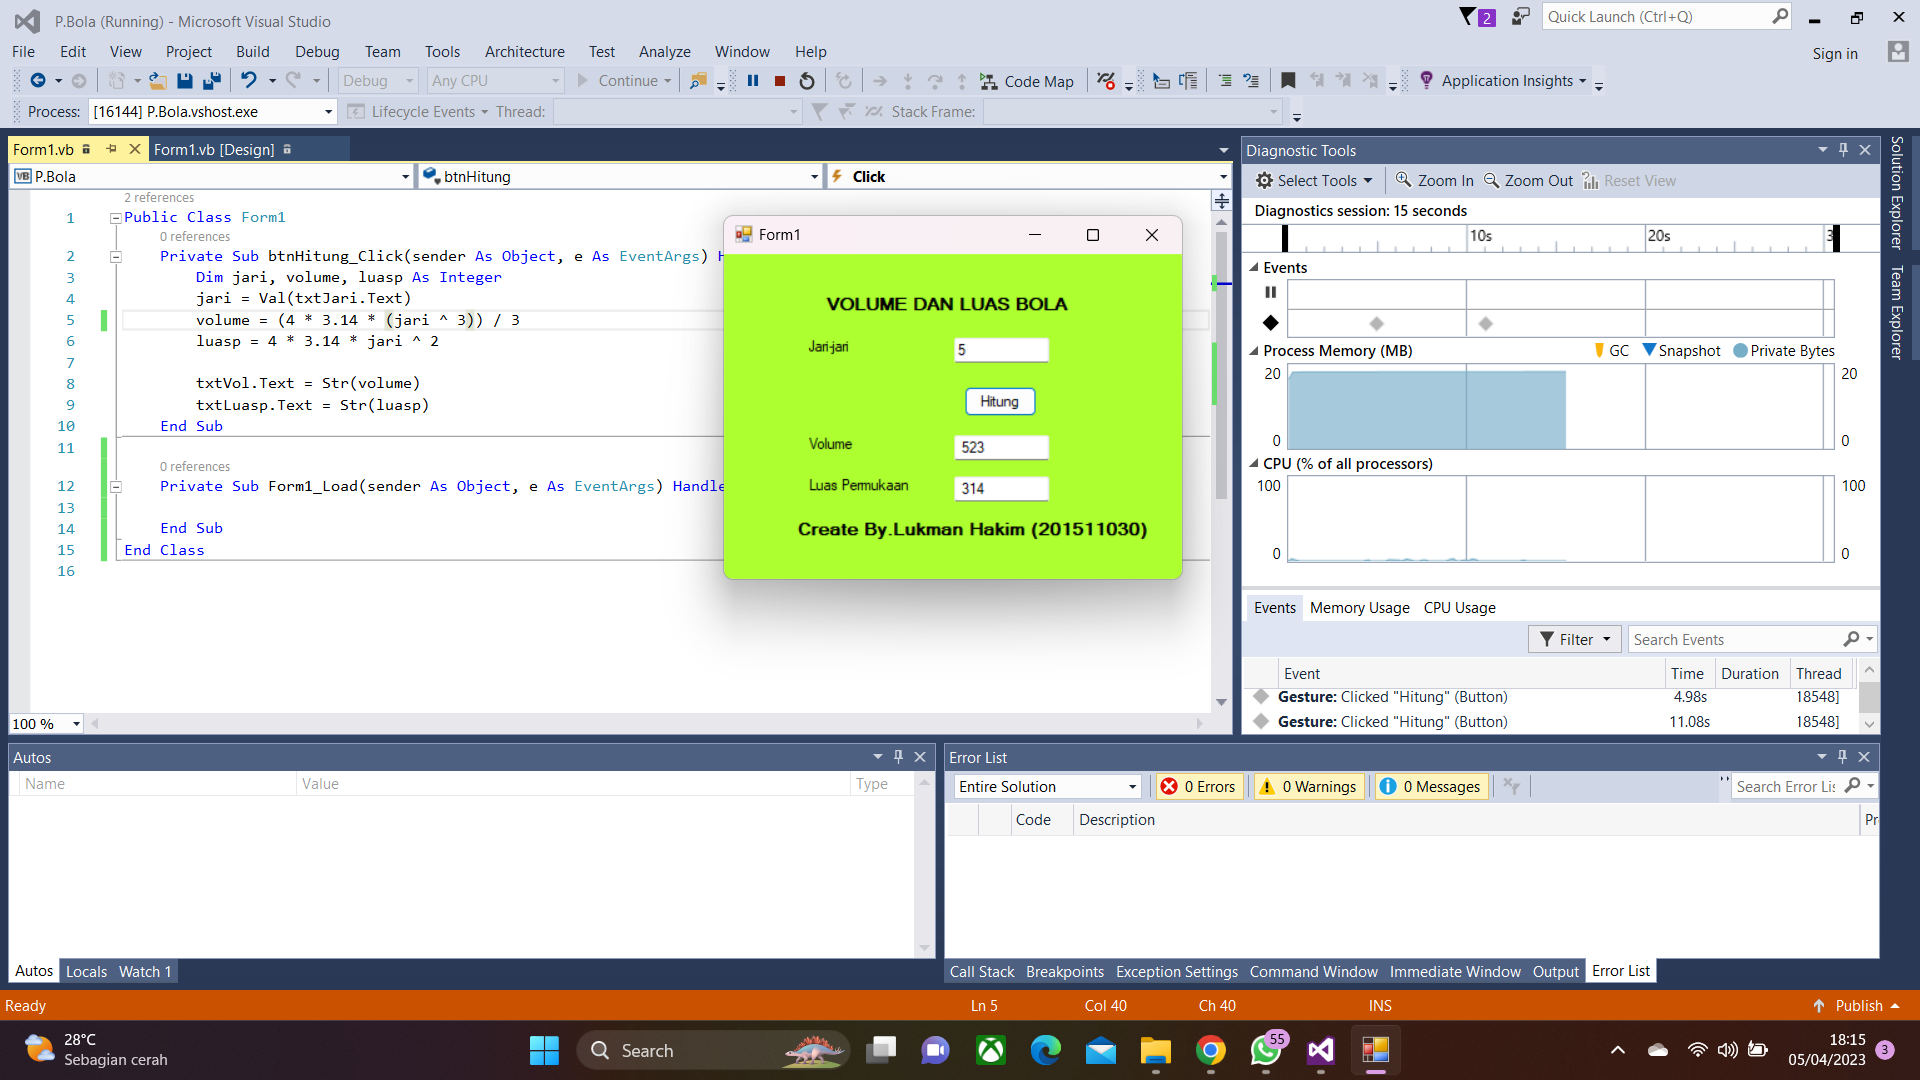 P.Bola (Running) - Microsoft Visual Studio
2
Quick Launch (Ctrl+Q)
File Edit View Project Build Debug Team Tools Architecture Test Analyze Window Help
Sign in
Debug Any CPU Continue Code Map Application Insights
Process: [16144] P.Bola.vshost.exe Lifecycle Events Thread: Stack Frame:
Form1.vb Form1.vb [Design]
P.Bola btnHitung Click
2 references
1 Public Class Form1
0 references
2 Private Sub btnHitung_Click(sender As Object, e As EventArgs)
3 Dim jari, volume, luasp As Integer
4 jari = Val(txtJari.Text)
5 volume = (4 * 3.14 * (jari ^ 3)) / 3
6 luasp = 4 * 3.14 * jari ^ 2
7
8 txtVol.Text = Str(volume)
9 txtLuasp.Text = Str(luasp)
10 End Sub
11
0 references
12 Private Sub Form1_Load(sender As Object, e As EventArgs) Handle
13
14 End Sub
15 End Class
16
100 %
Form1
VOLUME DAN LUAS BOLA
Jari-jari 5
Hitung
Volume 523
Luas Permukaan 314
Create By.Lukman Hakim (201511030)
Diagnostic Tools
Select Tools Zoom In Zoom Out Reset View
Diagnostics session: 15 seconds
10s 20s 3
Events
Process Memory (MB) GC Snapshot Private Bytes
20 20
0 0
CPU (% of all processors)
100 100
0 0
Events Memory Usage CPU Usage
Filter Search Events
Event Time Duration Thread
Gesture: Clicked "Hitung" (Button) 4.98s 18548]
Gesture: Clicked "Hitung" (Button) 11.08s 18548]
Solution Explorer
Team Explorer
Autos
Name Value Type
Autos Locals Watch 1
Error List
Entire Solution 0 Errors 0 Warnings 0 Messages Search Error Lis
Code Description Pr
Call Stack Breakpoints Exception Settings Command Window Immediate Window Output Error List
Ready Ln 5 Col 40 Ch 40 INS Publish
28°C
Sebagian cerah
Search
55
18:15
05/04/2023
3